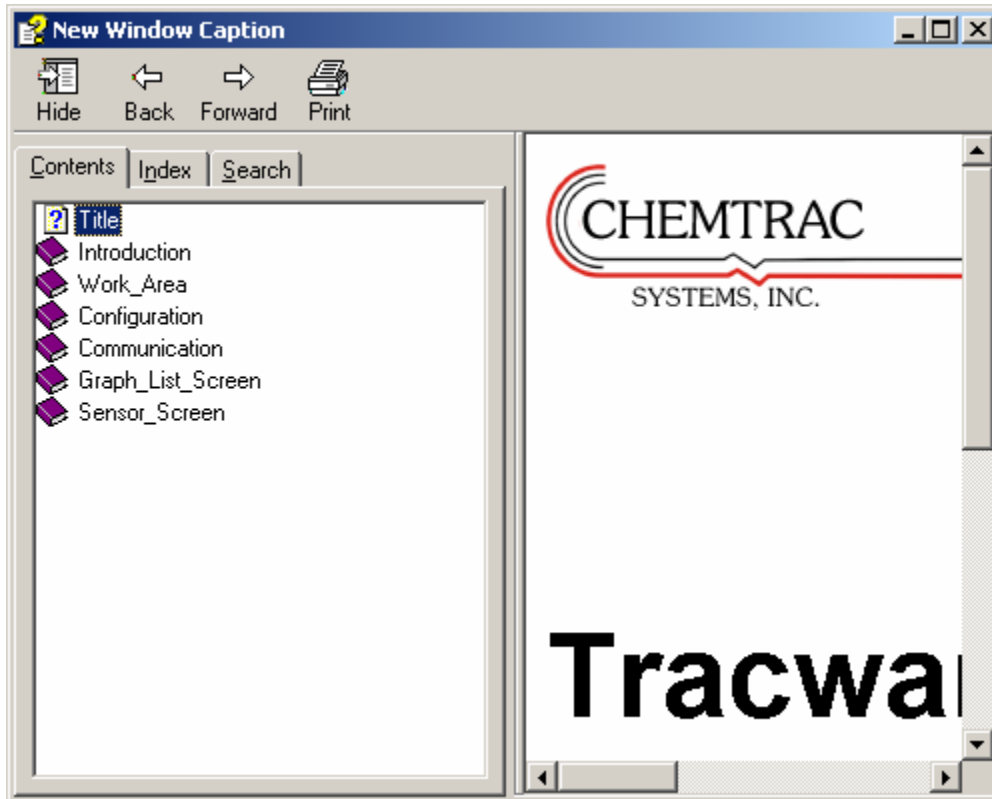 New Window Caption
Hide Back Forward Print
Contents Index Search
Title
Introduction
Work_Area
Configuration
Communication
Graph_List_Screen
Sensor_Screen
CHEMTRAC
SYSTEMS, INC.